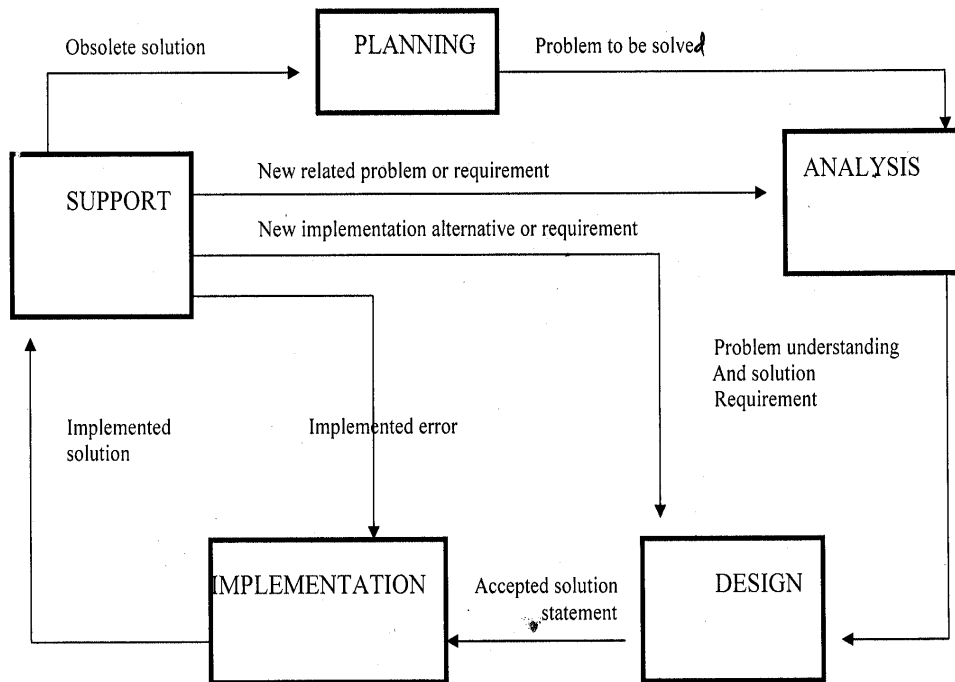 PLANNING
Obsolete solution
Problem to be solved
ANALYSIS
New related problem or requirement
SUPPORT
New implementation alternative or requirement
Problem understanding
And solution
Requirement
Implemented
solution
Implemented error
IMPLEMENTATION
Accepted solution
statement
DESIGN